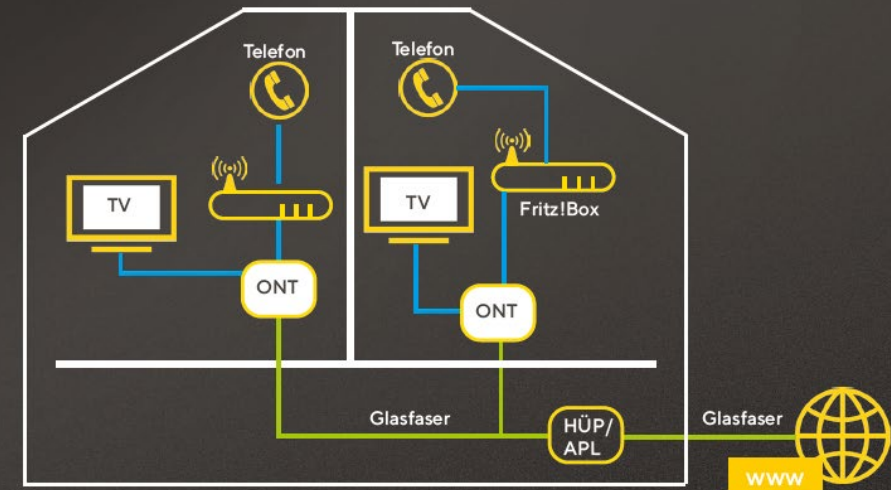 Telefon
Telefon
TV
TV
Fritz!Box
ONT
ONT
Glasfaser
HÜP/
APL
Glasfaser
www